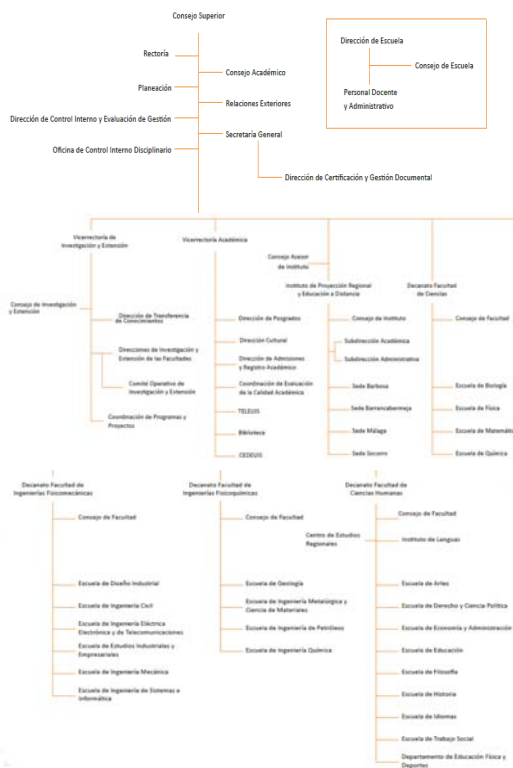 Consejo Superior
Rectoría
Consejo Académico
Planeación
Relaciones Exteriores
Dirección de Control Interno y Evaluación de Gestión
Secretaría General
Oficina de Control Interno Disciplinario
Dirección de Certificación y Gestión Documental
Dirección de Escuela
Consejo de Escuela
Personal Docente
y Administrativo
Vicerrectoría de
Investigación y Extensión
Consejo de Investigación
y Extensión
Dirección de Transferencia
de Conocimientos
Direcciones de Investigación y
Extensión de las Facultades
Comité Operativo de
Investigación y Extensión
Coordinación de Programas y
Proyectos
Vicerrectoría Académica
Dirección de Posgrados
Dirección Cultural
Dirección de Admisiones
y Registro Académico
Coordinación de Evaluación
de la Calidad Académica
TELEUIS
Biblioteca
CEDEUIS
Consejo Asesor
de Instituto
Instituto de Proyección Regional
y Educación a Distancia
Consejo de Instituto
Subdirección Académica
Subdirección Administrativa
Sede Barbosa
Sede Barrancabermeja
Sede Málaga
Sede Socorro
Decanato Facultad
de Ciencias
Consejo de Facultad
Escuela de Biología
Escuela de Física
Escuela de Matemátic
Escuela de Química
Decanato Facultad de
Ingenierías Fisicomecánicas
Consejo de Facultad
Escuela de Diseño Industrial
Escuela de Ingeniería Civil
Escuela de Ingeniería Eléctrica
Electrónica y de Telecomunicaciones
Escuela de Estudios Industriales y
Empresariales
Escuela de Ingeniería Mecánica
Escuela de Ingeniería de Sistemas e
Informática
Decanato Facultad de
Ingenierías Fisicoquímicas
Consejo de Facultad
Escuela de Geología
Escuela de Ingeniería Metalúrgica y
Ciencia de Materiales
Escuela de Ingeniería de Petróleos
Escuela de Ingeniería Química
Decanato Facultad de
Ciencias Humanas
Consejo de Facultad
Centro de Estudios
Regionales
Instituto de Lenguas
Escuela de Artes
Escuela de Derecho y Ciencia Política
Escuela de Economía y Administración
Escuela de Educación
Escuela de Filosofía
Escuela de Historia
Escuela de Idiomas
Escuela de Trabajo Social
Departamento de Educación Física y
Deportes